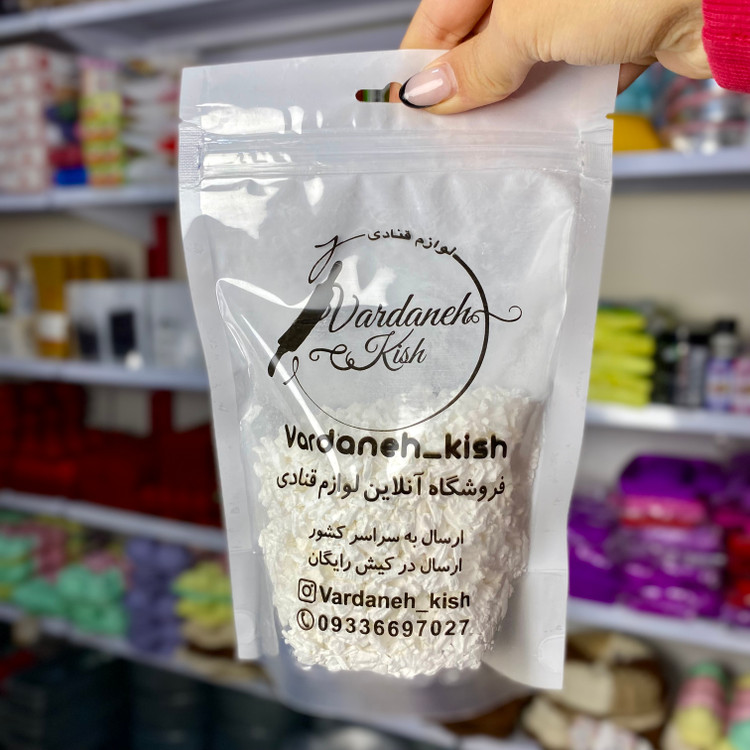 لوازم قنادی
Vardaneh
Kish
Vardaneh_kish
فروشگاه آنلاین لوازم قنادی
ارسال به سراسر کشور
ارسال در کیش رایگان
Vardaneh_kish
09336697027